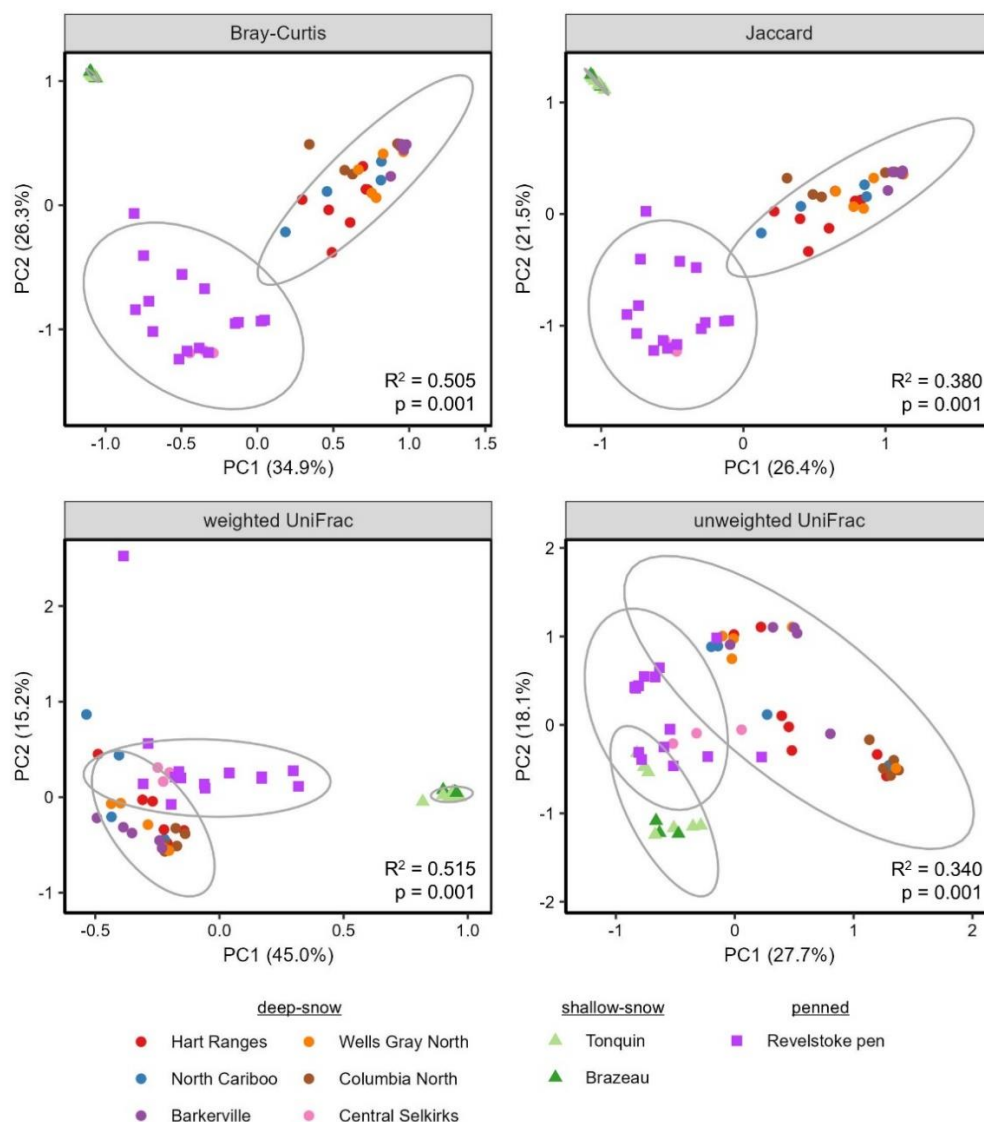 Bray-Curtis
1
0
-1
PC2 (26.3%)
R² = 0.505
p = 0.001
-1.0 -0.5 0.0 0.5 1.0 1.5
PC1 (34.9%)
Jaccard
1
0
-1
PC2 (21.5%)
R² = 0.380
p = 0.001
-1 0 1
PC1 (26.4%)
weighted UniFrac
2
1
0
-1
PC2 (15.2%)
R² = 0.515
p = 0.001
-0.5 0.0 0.5 1.0
PC1 (45.0%)
unweighted UniFrac
2
1
0
-1
-2
PC2 (18.1%)
R² = 0.340
p = 0.001
-1 0 1 2
PC1 (27.7%)
deep-snow
Hart Ranges
North Cariboo
Barkerville
Wells Gray North
Columbia North
Central Selkirks
shallow-snow
Tonquin
Brazeau
penned
Revelstoke pen